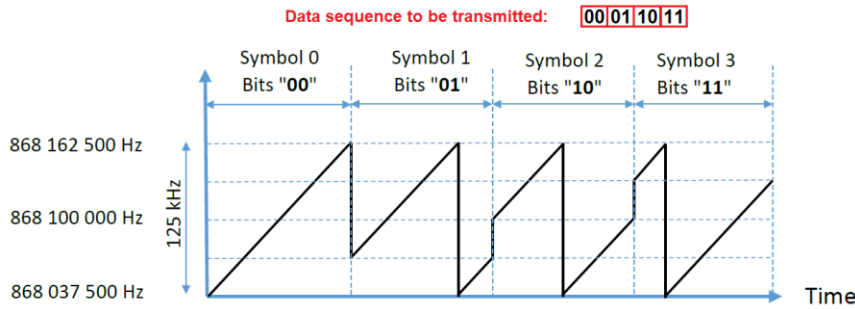 Data sequence to be transmitted: 00 01 10 11
Symbol 0 Symbol 1 Symbol 2 Symbol 3
Bits "00" Bits "01" Bits "10" Bits "11"
868 162 500 Hz
125 kHz
868 100 000 Hz
868 037 500 Hz
Time